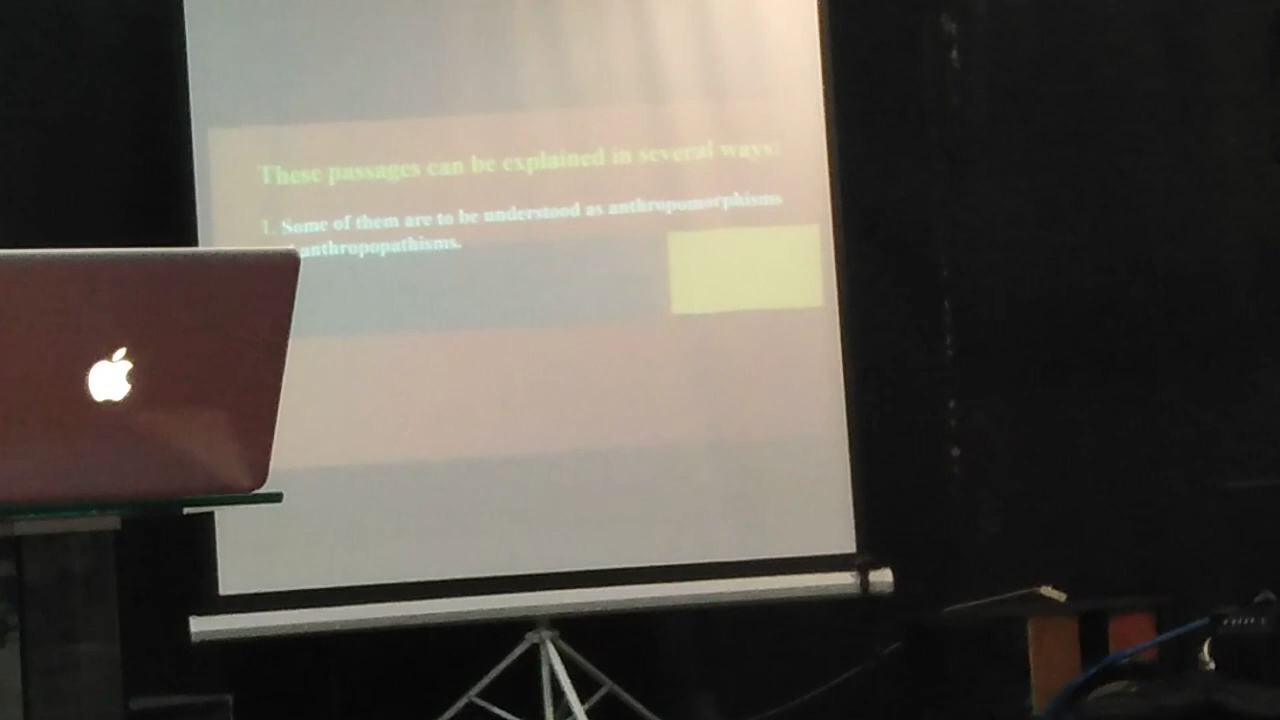 These passages can be explained in several ways:
1. Some of them are to be understood as anthropomorphisms
anthropopathisms.